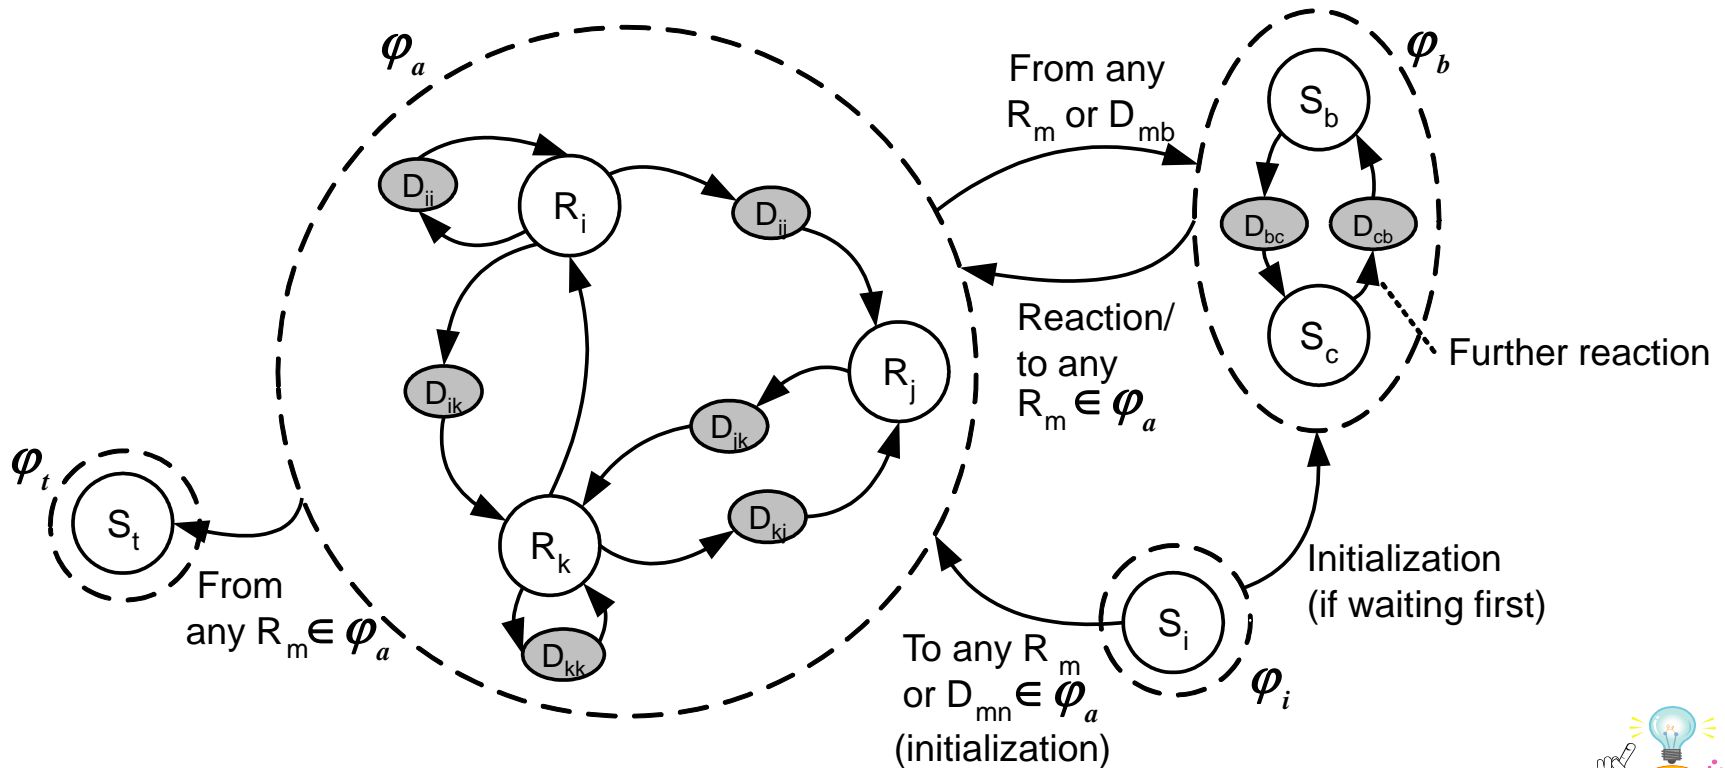 φa
Dii
Ri
Dij
Dik
Rj
Djk
Rk
Dkj
Dkk
φt
St
From
any Rm ∈ φa
From any
Rm or Dmb
Reaction/
to any
Rm ∈ φa
φb
Sb
Dbc
Dcb
Sc
Further reaction
Initialization
(if waiting first)
Si
φi
To any Rm
or Dmn ∈ φa
(initialization)